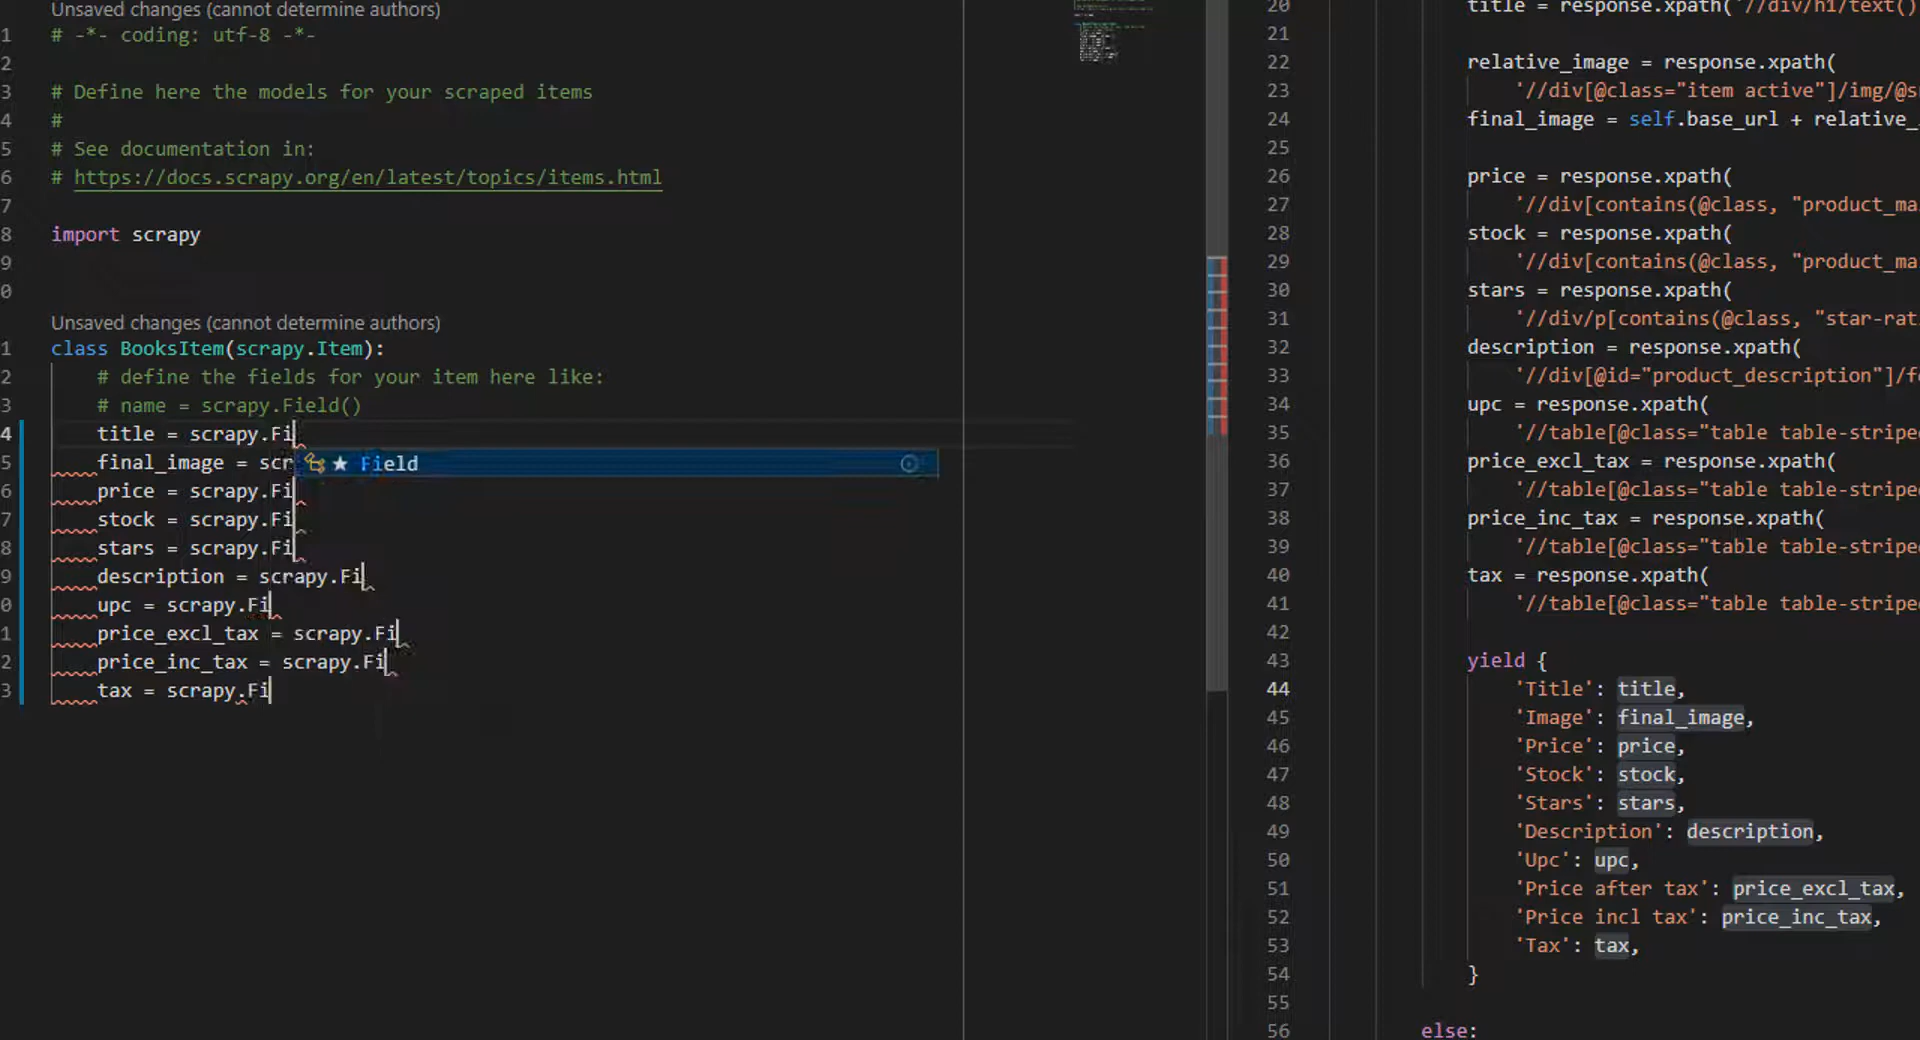 Unsaved changes (cannot determine authors)
1 # -*- coding: utf-8 -*-
2
3 # Define here the models for your scraped items
4 #
5 # See documentation in:
6 # https://docs.scrapy.org/en/latest/topics/items.html
7
8 import scrapy
9
0
Unsaved changes (cannot determine authors)
1 class BooksItem(scrapy.Item):
2 # define the fields for your item here like:
3 # name = scrapy.Field()
4 title = scrapy.Fi
5 final_image = scr
Field
6 price = scrapy.Fi
7 stock = scrapy.Fi
8 stars = scrapy.Fi
9 description = scrapy.Fi
0 upc = scrapy.Fi
1 price_excl_tax = scrapy.Fi
2 price_inc_tax = scrapy.Fi
3 tax = scrapy.Fi
20 title = response.xpath('//div/h1/text()
21
22 relative_image = response.xpath(
23 '//div[@class="item active"]/img/@s
24 final_image = self.base_url + relative_
25
26 price = response.xpath(
27 '//div[contains(@class, "product_ma
28 stock = response.xpath(
29 '//div[contains(@class, "product_ma
30 stars = response.xpath(
31 '//div/p[contains(@class, "star-rat
32 description = response.xpath(
33 '//div[@id="product_description"]/f
34 upc = response.xpath(
35 '//table[@class="table table-stripe
36 price_excl_tax = response.xpath(
37 '//table[@class="table table-stripe
38 price_inc_tax = response.xpath(
39 '//table[@class="table table-stripe
40 tax = response.xpath(
41 '//table[@class="table table-stripe
42
43 yield {
44 'Title': title,
45 'Image': final_image,
46 'Price': price,
47 'Stock': stock,
48 'Stars': stars,
49 'Description': description,
50 'Upc': upc,
51 'Price after tax': price_excl_tax,
52 'Price incl tax': price_inc_tax,
53 'Tax': tax,
54 }
55
56 else: